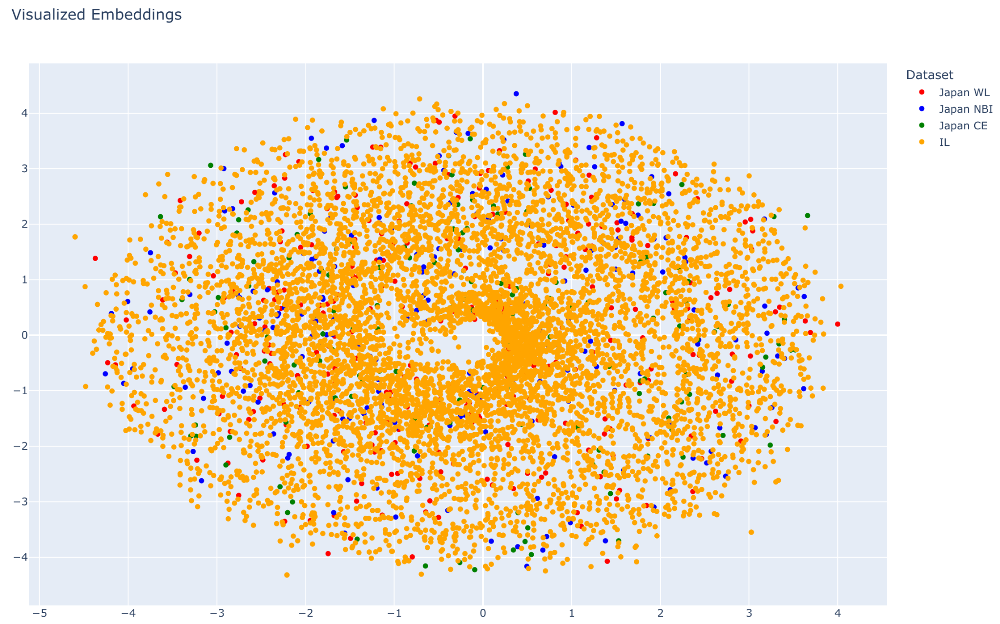 Visualized Embeddings
Dataset
Japan WL
Japan NBI
Japan CE
IL
4
3
2
1
0
−1
−2
−3
−4
−5 −4 −3 −2 −1 0 1 2 3 4